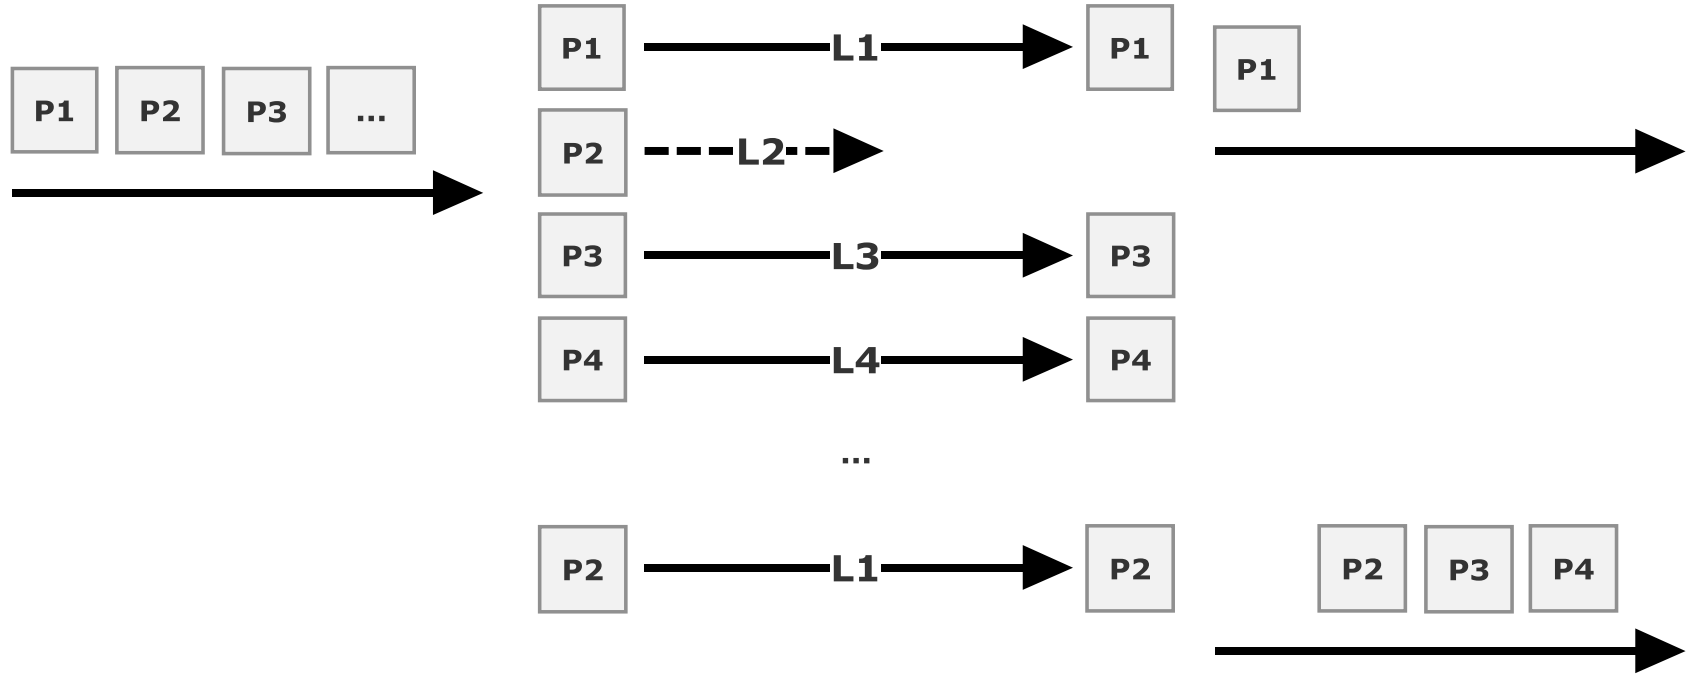 P1 P2 P3 ...
P1 L1 P1 P1
P2 L2
P3 L3 P3
P4 L4 P4
...
P2 L1 P2 P2 P3 P4